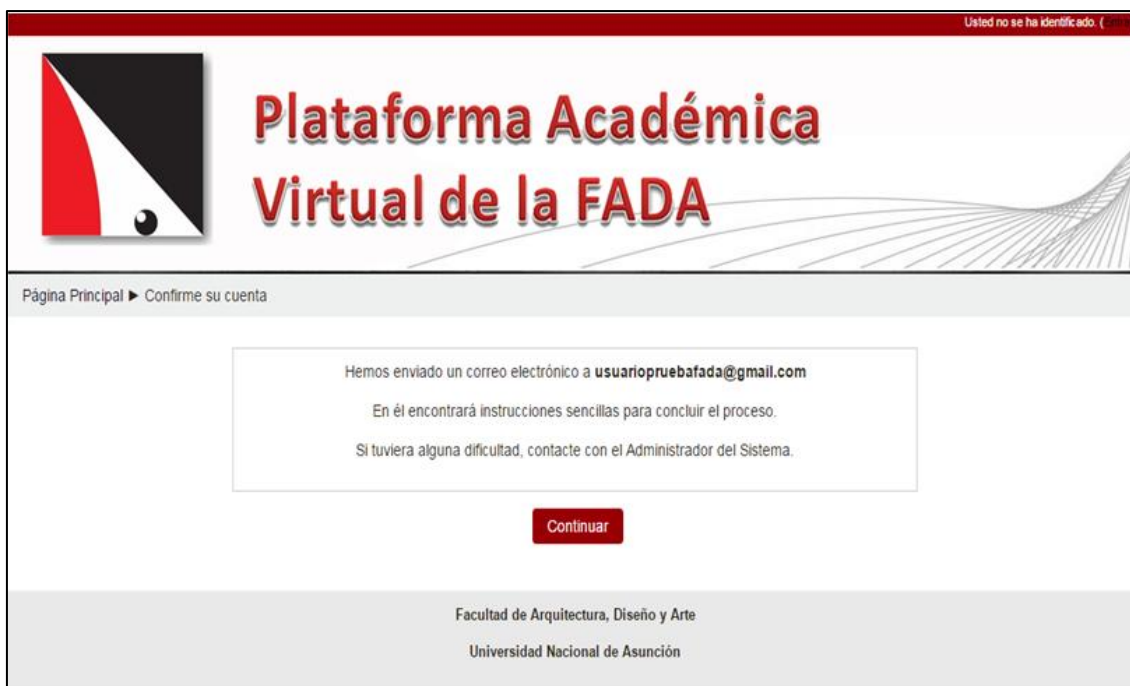 Usted no se ha identificado. (
Plataforma Académica
Virtual de la FADA
Página Principal ► Confirme su cuenta
Hemos enviado un correo electrónico a usuariopruebafada@gmail.com
En él encontrará instrucciones sencillas para concluir el proceso.
Si tuviera alguna dificultad, contacte con el Administrador del Sistema.
Continuar
Facultad de Arquitectura, Diseño y Arte
Universidad Nacional de Asunción